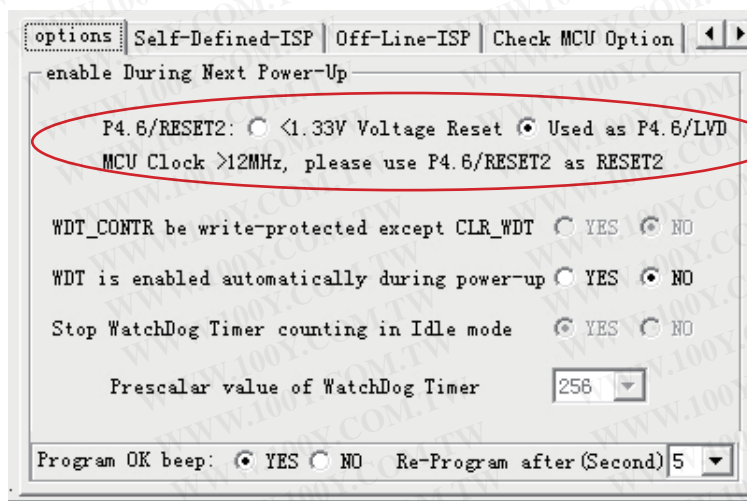 options Self-Defined-ISP Off-Line-ISP Check MCU Option
enable During Next Power-Up
P4.6/RESET2: <1.33V Voltage Reset Used as P4.6/LVD
MCU Clock >12MHz, please use P4.6/RESET2 as RESET2
WDT_CONTR be write-protected except CLR_WDT YES NO
WDT is enabled automatically during power-up YES NO
Stop WatchDog Timer counting in Idle mode YES NO
Prescalar value of WatchDog Timer 256
Program OK beep: YES NO Re-Program after(Second) 5
WWW.100Y.COM.TW